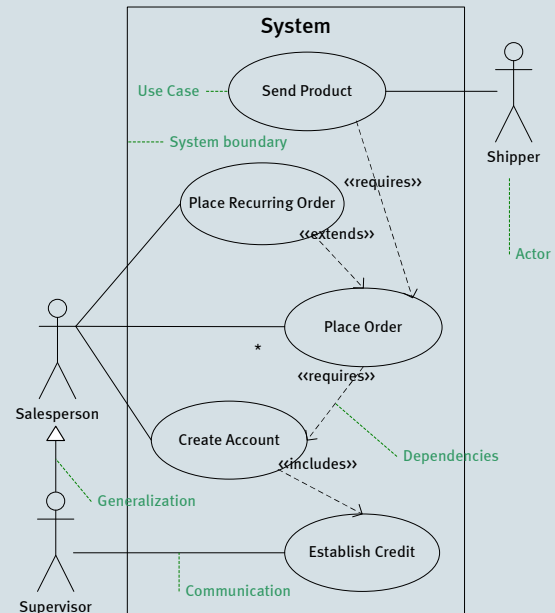 System
Use Case
Send Product
System boundary
Shipper
<<requires>>
Place Recurring Order
<<extends>>
Actor
Place Order
*
Salesperson
<<requires>>
Create Account
Dependencies
<<includes>>
Generalization
Establish Credit
Communication
Supervisor